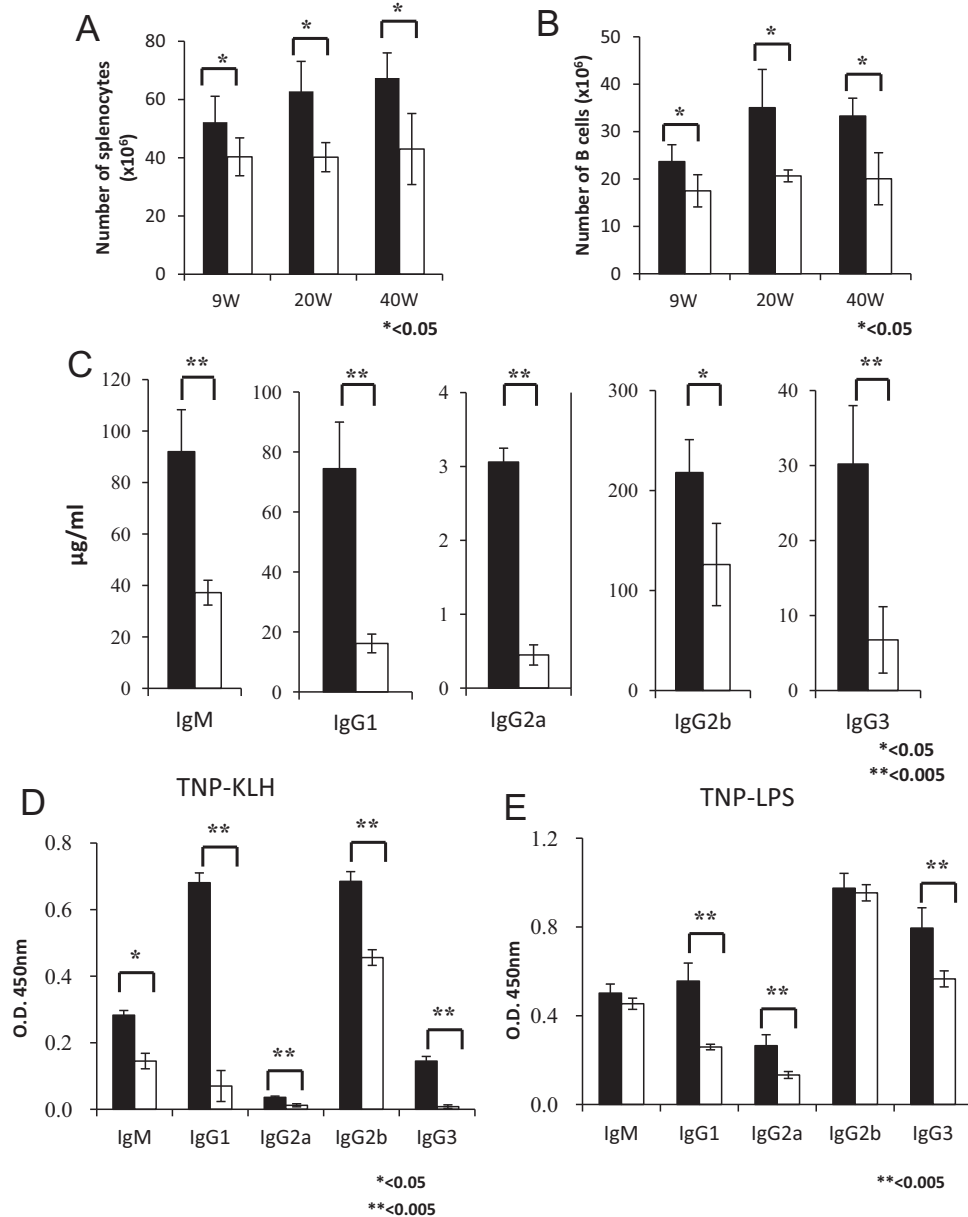 A
B
Number of splenocytes
(x10⁶)
80
60
40
20
0
*
*
*
9W
20W
40W
*<0.05
Number of B cells (x10⁶)
50
40
30
20
10
0
*
*
*
9W
20W
40W
*<0.05
C
µg/ml
120
100
80
60
40
20
0
**
IgM
100
80
60
40
20
0
**
IgG1
4
3
2
1
0
**
IgG2a
300
200
100
0
*
IgG2b
40
30
20
10
0
**
IgG3
*<0.05
**<0.005
D
TNP-KLH
O.D. 450nm
0.8
0.6
0.4
0.2
0.0
*
**
**
**
**
IgM
IgG1
IgG2a
IgG2b
IgG3
*<0.05
**<0.005
E
TNP-LPS
O.D. 450nm
1.2
0.8
0.4
0.0
**
**
**
IgM
IgG1
IgG2a
IgG2b
IgG3
**<0.005